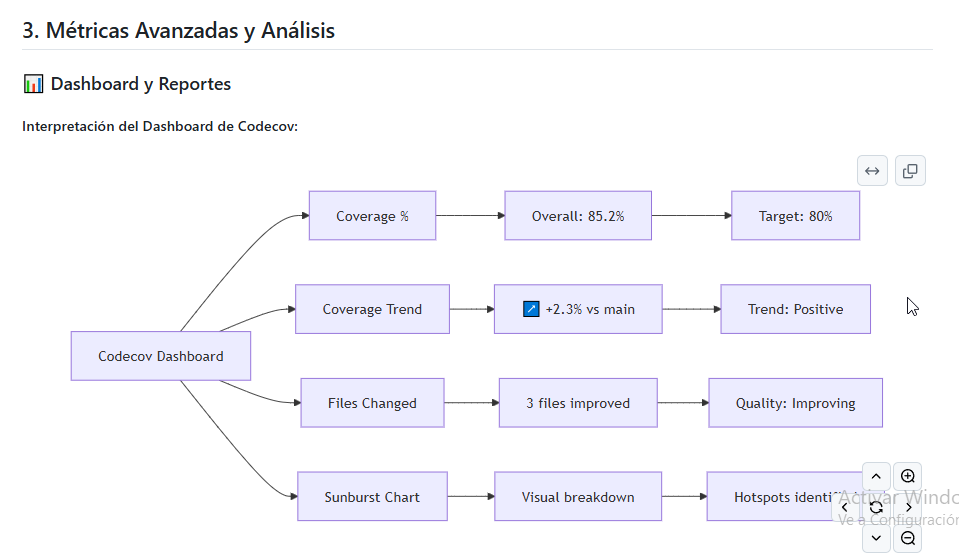 3. Métricas Avanzadas y Análisis
📊 Dashboard y Reportes
Interpretación del Dashboard de Codecov:
Coverage %
Overall: 85.2%
Target: 80%
Coverage Trend
↗ +2.3% vs main
Trend: Positive
Codecov Dashboard
Files Changed
3 files improved
Quality: Improving
Sunburst Chart
Visual breakdown
Hotspots
Activar
Ve a Configuración